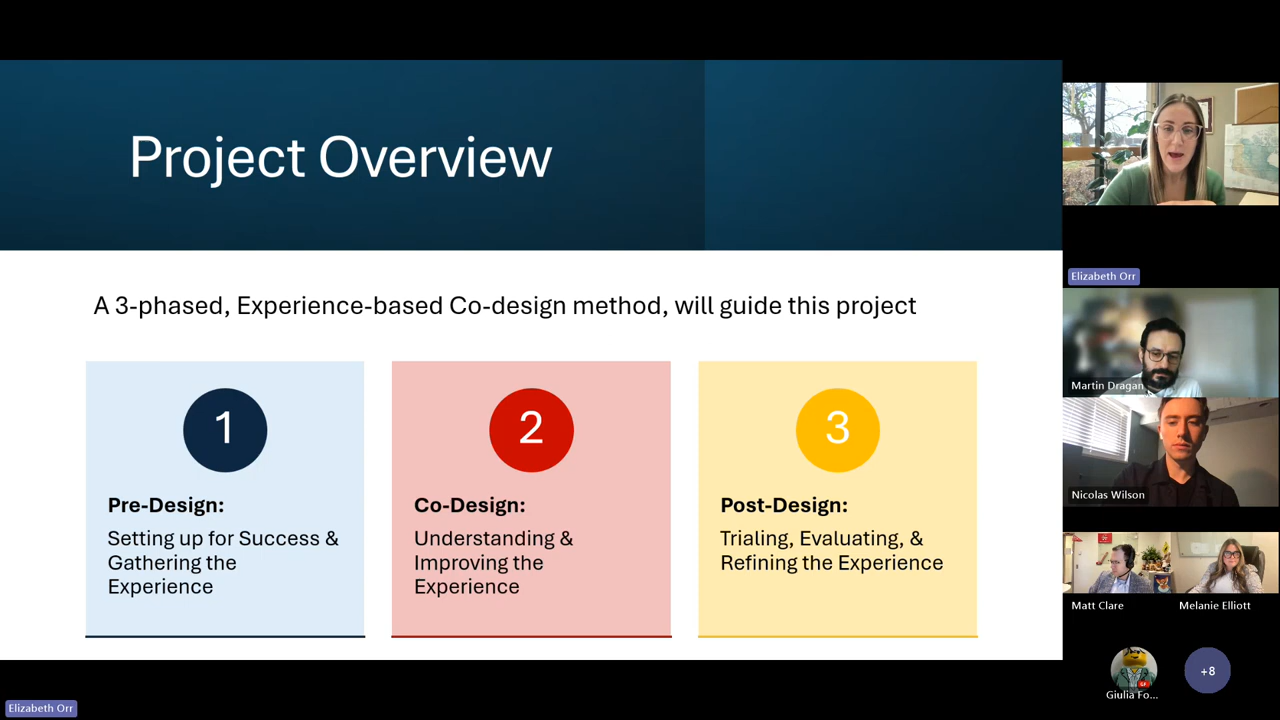 Project Overview
A 3-phased, Experience-based Co-design method, will guide this project
1
Pre-Design:
Setting up for Success &
Gathering the
Experience
2
Co-Design:
Understanding &
Improving the
Experience
3
Post-Design:
Trialing, Evaluating, &
Refining the Experience
Elizabeth Orr
Martin Dragan
Nicolas Wilson
Matt Clare
Melanie Elliott
Giulia Fo...
+8
Elizabeth Orr